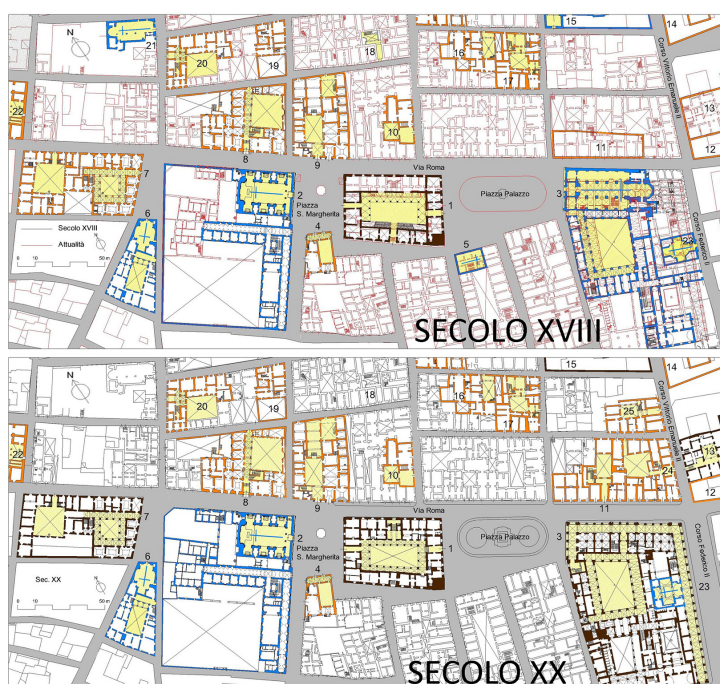 15
14
N
21
Corso Vittorio Emanuele II
20
19
18
16
17
22
10
13
11
12
8
9
7
Via Roma
2
1
Piazza Palazzo
3
6
Piazza
S. Margherita
4
5
Corso Federico II
23
Secolo XVIII
Attualità
N
0 10 50 m
SECOLO XVIII
15
14
N
Corso Vittorio Emanuele II
20
19
18
16
17
25
22
10
13
24
12
8
9
11
7
Via Roma
2
1
Piazza Palazzo
3
6
Piazza
S. Margherita
4
Corso Federico II
23
Sec. XX
N
0 10 50 m
SECOLO XX